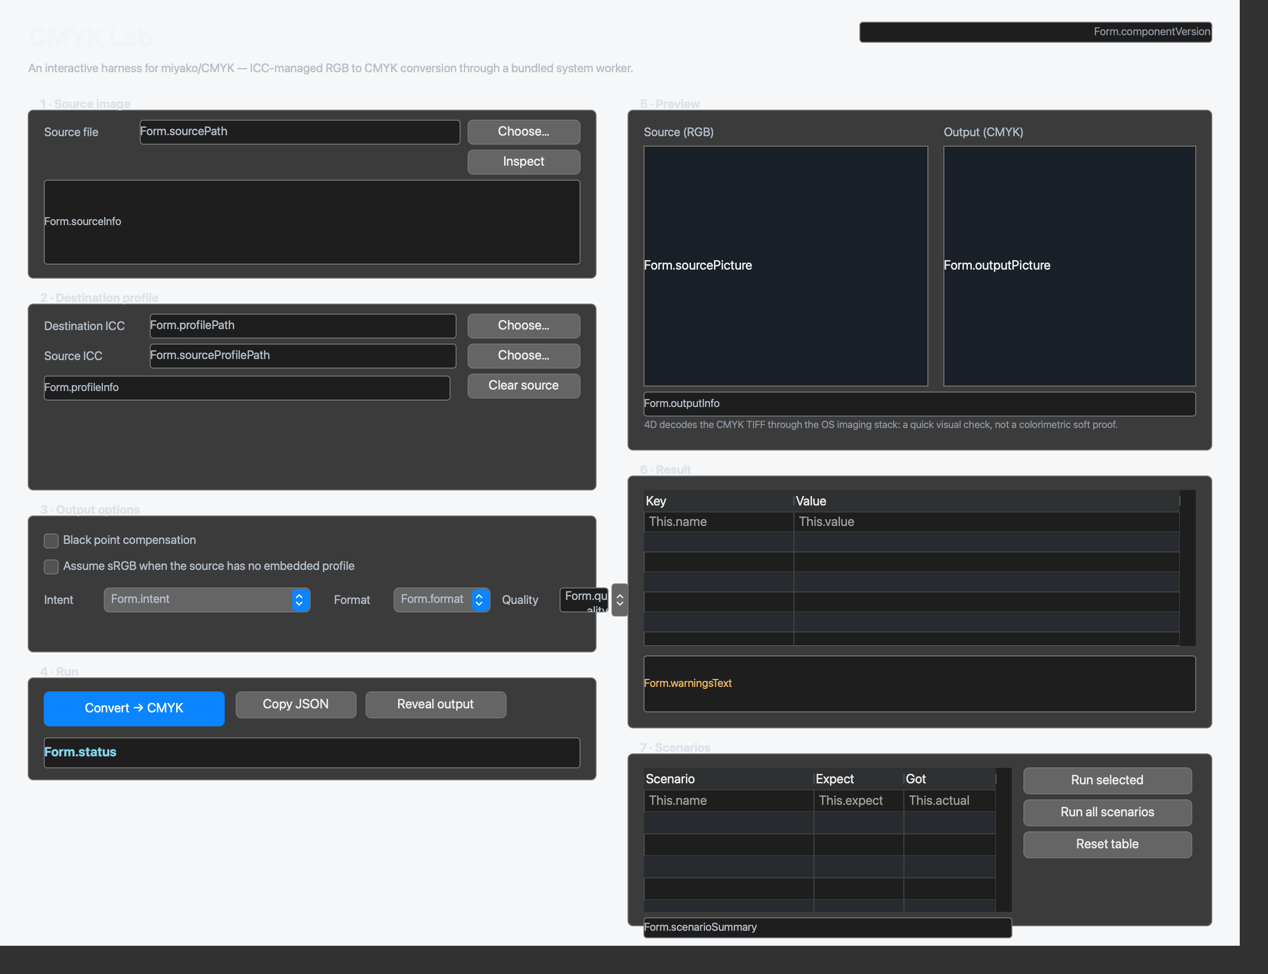 CMYK Lab
Form.componentVersion
An interactive harness for miyako/CMYK — ICC-managed RGB to CMYK conversion through a bundled system worker.
1 · Source image
Source file
Form.sourcePath
Choose...
Inspect
Form.sourceInfo
2 · Destination profile
Destination ICC
Form.profilePath
Choose...
Source ICC
Form.sourceProfilePath
Choose...
Form.profileInfo
Clear source
3 · Output options
Black point compensation
Assume sRGB when the source has no embedded profile
Intent
Form.intent
Format
Form.format
Quality
Form.qu
ality
4 · Run
Convert → CMYK
Copy JSON
Reveal output
Form.status
5 · Preview
Source (RGB)
Output (CMYK)
Form.sourcePicture
Form.outputPicture
Form.outputInfo
4D decodes the CMYK TIFF through the OS imaging stack: a quick visual check, not a colorimetric soft proof.
6 · Result
Key
Value
This.name
This.value
Form.warningsText
7 · Scenarios
Scenario
Expect
Got
This.name
This.expect
This.actual
Run selected
Run all scenarios
Reset table
Form.scenarioSummary